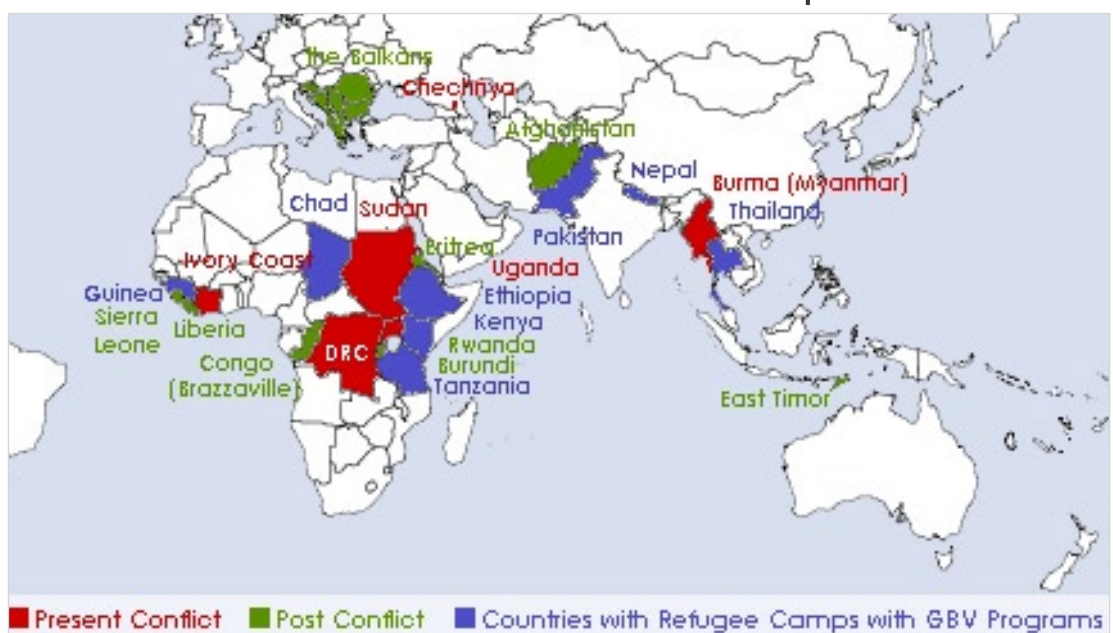 The Balkans
Chechnya
Afghanistan
Nepal
Burma (Myanmar)
Chad
Sudan
Thailand
Pakistan
Eritrea
Ivory Coast
Uganda
Guinea
Ethiopia
Sierra
Leone
Liberia
Kenya
DRC
Rwanda
Congo
(Brazzaville)
Burundi
Tanzania
East Timor
Present Conflict Post Conflict Countries with Refugee Camps with GBV Programs